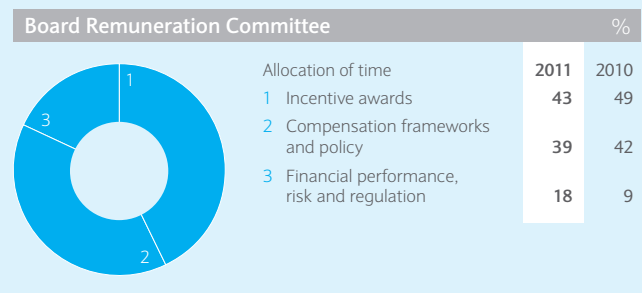 Board Remuneration Committee %
Allocation of time 2011 2010
1 Incentive awards 43 49
2 Compensation frameworks
and policy 39 42
3 Financial performance,
risk and regulation 18 9
1
3
2